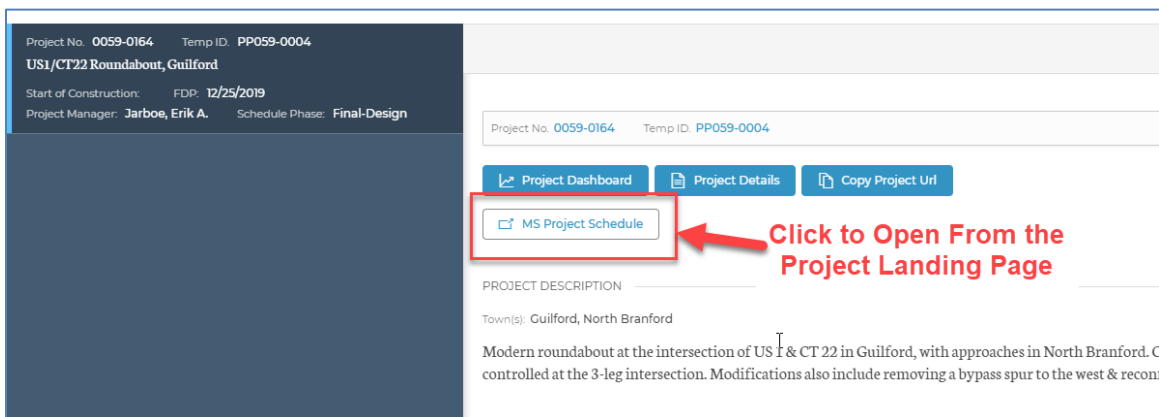 Project No. 0059-0164 Temp ID. PP059-0004
US1/CT22 Roundabout, Guilford
Start of Construction: FDP: 12/25/2019
Project Manager: Jarboe, Erik A. Schedule Phase: Final-Design
Project No. 0059-0164 Temp ID. PP059-0004
Project Dashboard Project Details Copy Project Url
MS Project Schedule
Click to Open From the
Project Landing Page
PROJECT DESCRIPTION
Town(s): Guilford, North Branford
Modern roundabout at the intersection of US 1 & CT 22 in Guilford, with approaches in North Branford.
controlled at the 3-leg intersection. Modifications also include removing a bypass spur to the west &